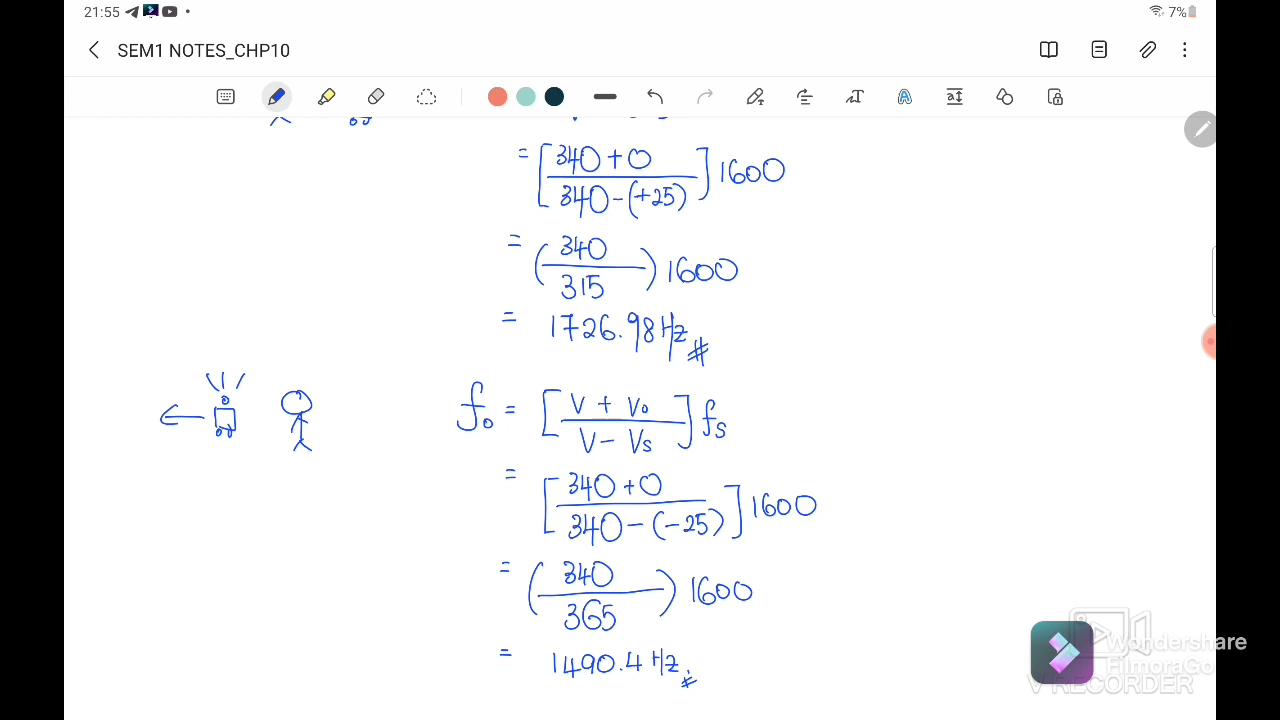 21:55
7%
SEM1 NOTES_CHP10
= [ 340 + 0 / 340 - (+25) ] 1600
= ( 340 / 315 ) 1600
= 1726.98 Hz #
fo = [ V + Vo / V - Vs ] fs
= [ 340 + 0 / 340 - (-25) ] 1600
= ( 340 / 365 ) 1600
= 1490.4 Hz #
Wondershare
FilmoraGo
V RECORDER